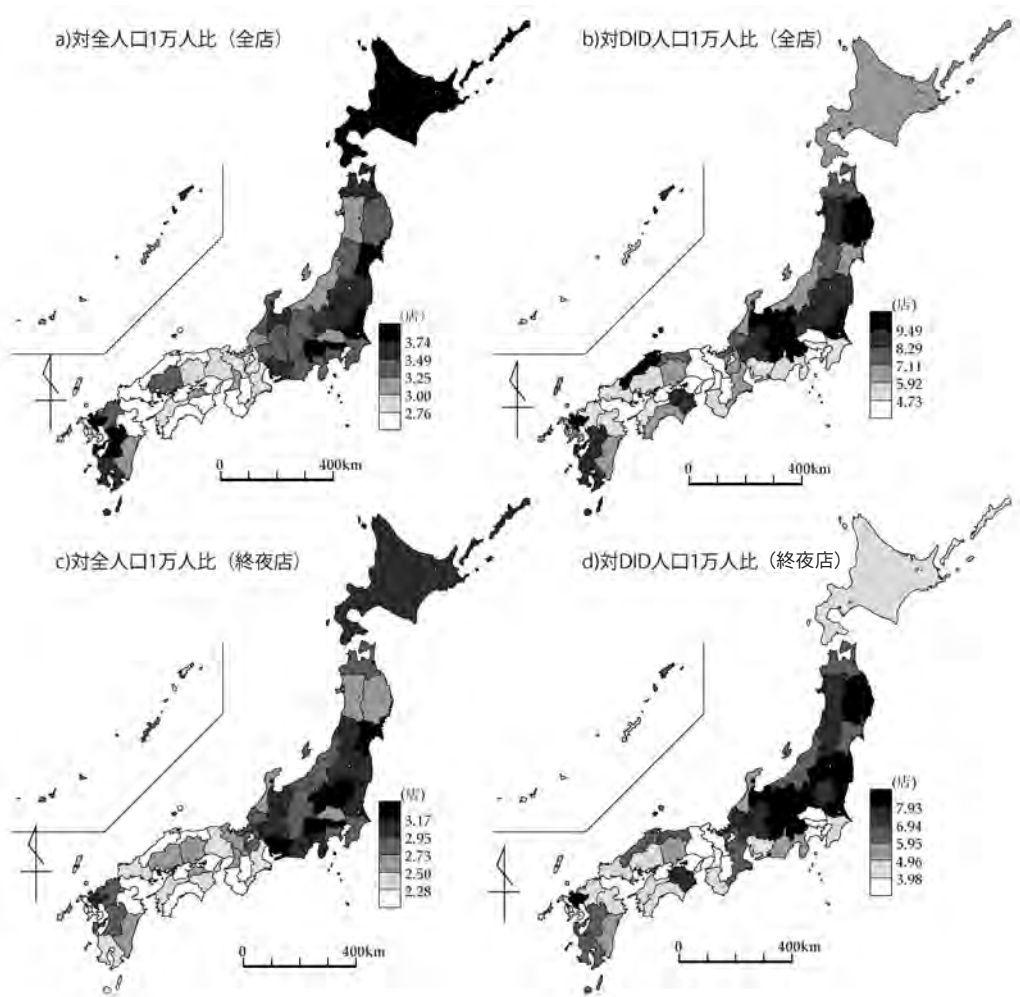 a)対全人口1万人比（全店）
(店)
3.74
3.49
3.25
3.00
2.76
0 400km
b)対DID人口1万人比（全店）
(店)
9.49
8.29
7.11
5.92
4.73
0 400km
c)対全人口1万人比（終夜店）
(店)
3.17
2.95
2.73
2.50
2.28
0 400km
d)対DID人口1万人比（終夜店）
(店)
7.93
6.94
5.95
4.96
3.98
0 400km